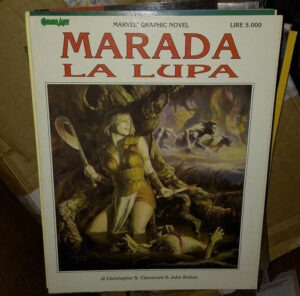 MARVEL GRAPHIC NOVEL
LIRE 5.000
MARADA
LA LUPA
di Christopher S. Claremont & John Bolton